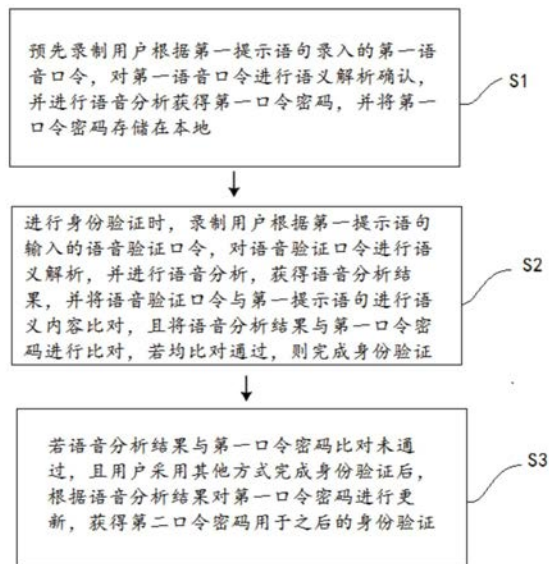 预先录制用户根据第一提示语句录入的第一语
音口令，对第一语音口令进行语义解析确认，
并进行语音分析获得第一口令密码，并将第一
口令密码存储在本地
S1
进行身份验证时，录制用户根据第一提示语句
输入的语音验证口令，对语音验证口令进行语
义解析，并进行语音分析，获得语音分析结
果，并将语音验证口令与第一提示语句进行语
义内容比对，且将语音分析结果与第一口令密
码进行比对，若均比对通过，则完成身份验证
S2
若语音分析结果与第一口令密码比对未通
过，且用户采用其他方式完成身份验证后，
根据语音分析结果对第一口令密码进行更
新，获得第二口令密码用于之后的身份验证
S3